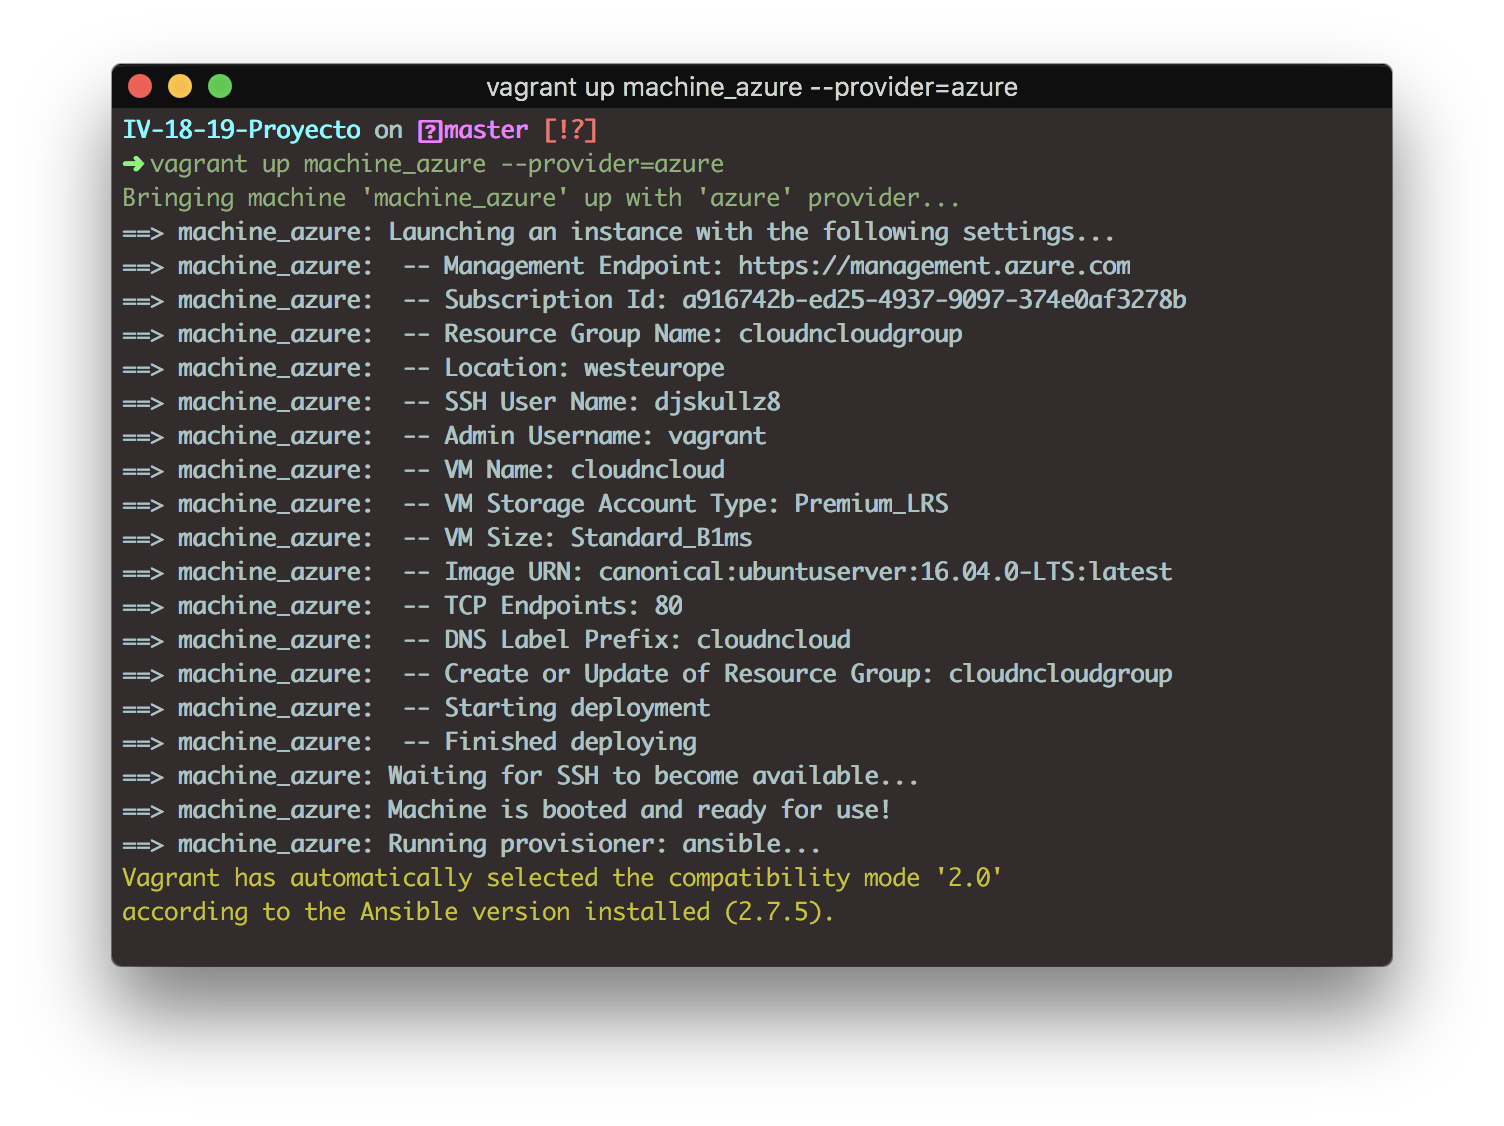 vagrant up machine_azure --provider=azure
IV-18-19-Proyecto on master [!?]
➜ vagrant up machine_azure --provider=azure
Bringing machine 'machine_azure' up with 'azure' provider...
==> machine_azure: Launching an instance with the following settings...
==> machine_azure:  -- Management Endpoint: https://management.azure.com
==> machine_azure:  -- Subscription Id: a916742b-ed25-4937-9097-374e0af3278b
==> machine_azure:  -- Resource Group Name: cloudncloudgroup
==> machine_azure:  -- Location: westeurope
==> machine_azure:  -- SSH User Name: djskullz8
==> machine_azure:  -- Admin Username: vagrant
==> machine_azure:  -- VM Name: cloudncloud
==> machine_azure:  -- VM Storage Account Type: Premium_LRS
==> machine_azure:  -- VM Size: Standard_B1ms
==> machine_azure:  -- Image URN: canonical:ubuntuserver:16.04.0-LTS:latest
==> machine_azure:  -- TCP Endpoints: 80
==> machine_azure:  -- DNS Label Prefix: cloudncloud
==> machine_azure:  -- Create or Update of Resource Group: cloudncloudgroup
==> machine_azure:  -- Starting deployment
==> machine_azure:  -- Finished deploying
==> machine_azure: Waiting for SSH to become available...
==> machine_azure: Machine is booted and ready for use!
==> machine_azure: Running provisioner: ansible...
Vagrant has automatically selected the compatibility mode '2.0'
according to the Ansible version installed (2.7.5).